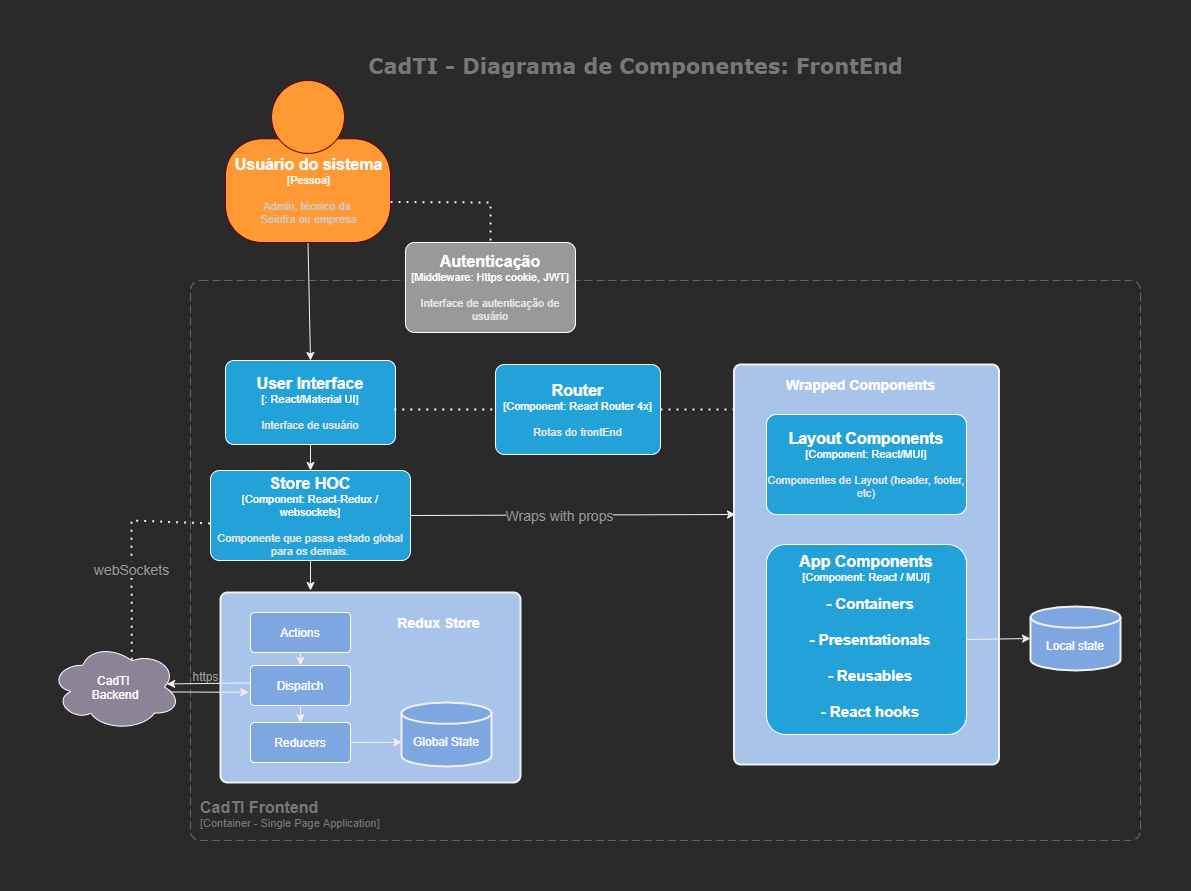 CadTI - Diagrama de Componentes: FrontEnd
Usuário do sistema
[Pessoa]
Admin, técnico da
Seinfra ou empresa
Autenticação
[Middleware: Https cookie, JWT]
Interface de autenticação de
usuário
User Interface
[: React/Material UI]
Interface de usuário
Router
[Component: React Router 4x]
Rotas do frontEnd
Wrapped Components
Layout Components
[Component: React/MUI]
Componentes de Layout (header, footer,
etc)
Store HOC
[Component: React-Redux /
websockets]
Componente que passa estado global
para os demais.
Wraps with props
webSockets
App Components
[Component: React / MUI]
- Containers
- Presentationals
- Reusables
- React hooks
Local state
Redux Store
Actions
Dispatch
Reducers
Global State
https
CadTI
Backend
CadTI Frontend
[Container - Single Page Application]